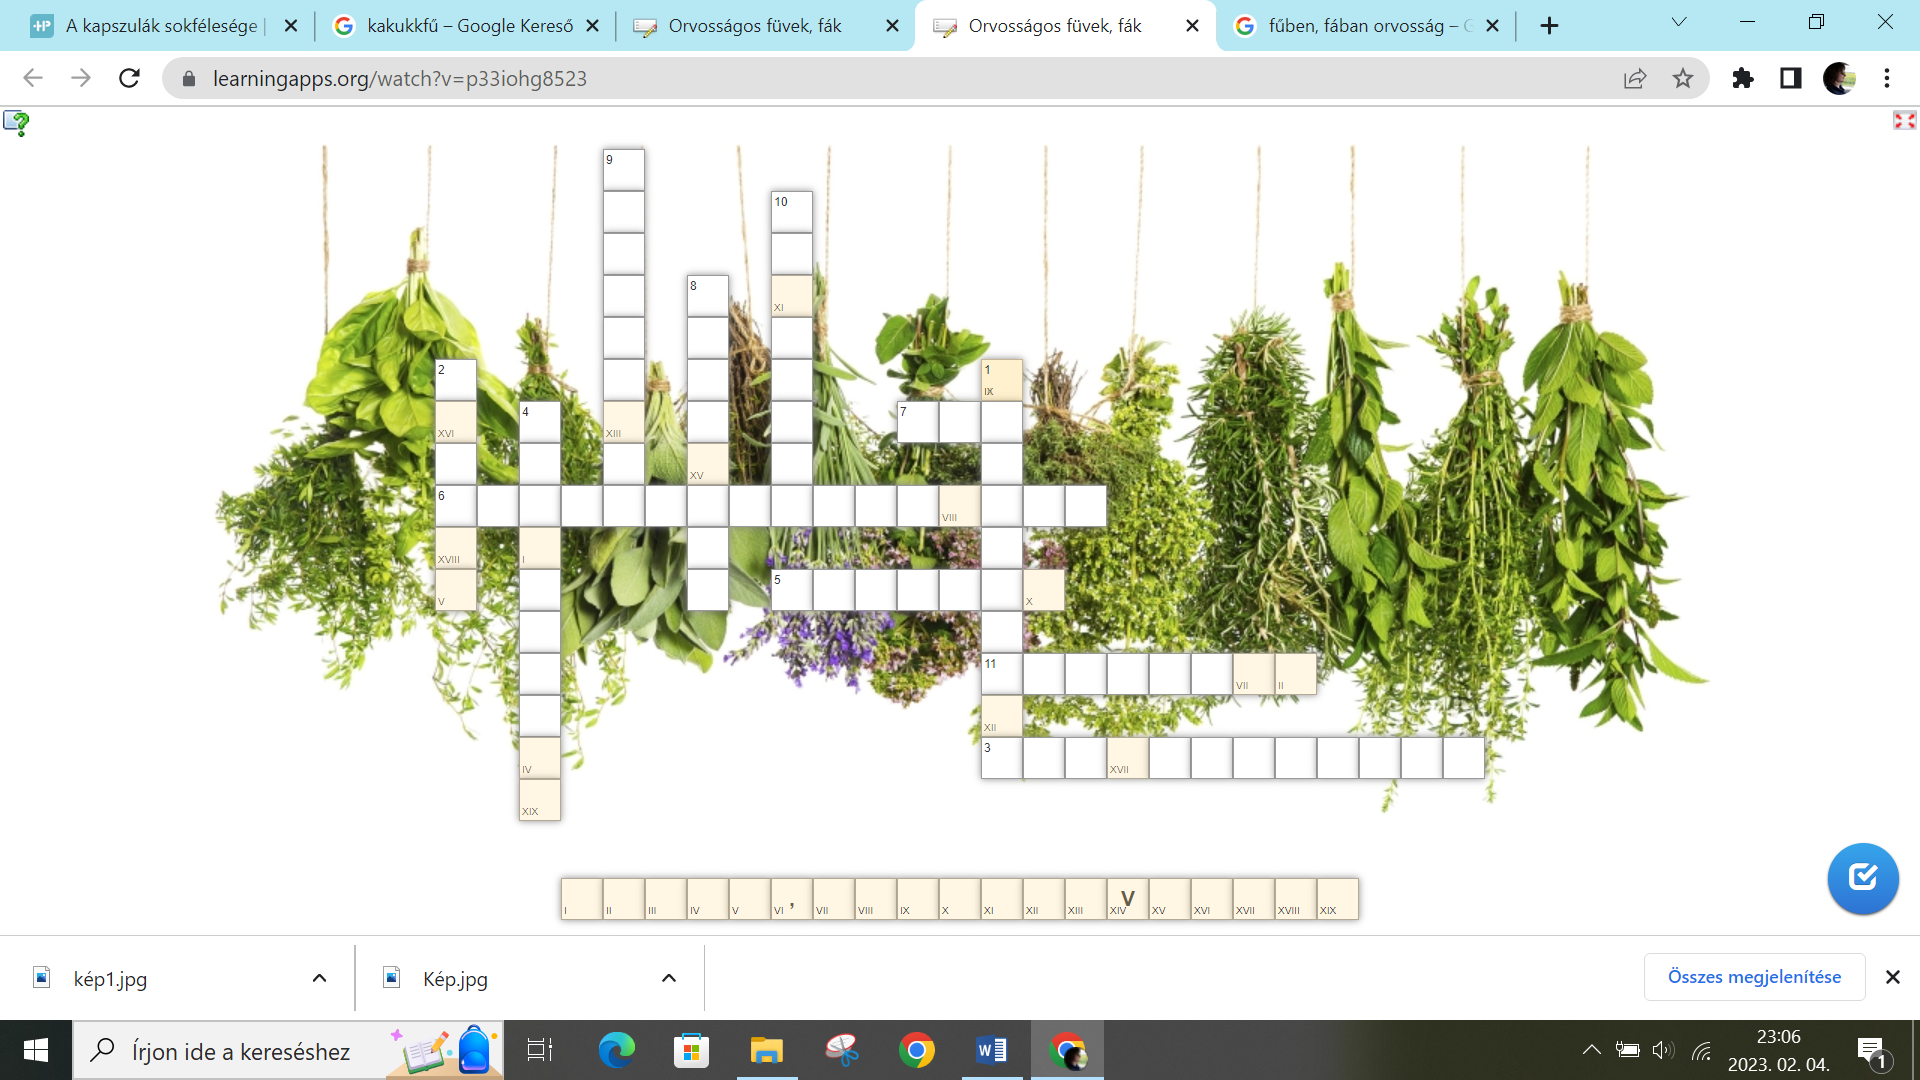 A kapszulák sokfélesége |
kakukkfű – Google Kereső
Orvosságos füvek, fák
Orvosságos füvek, fák
fűben, fában orvosság – G
learningapps.org/watch?v=p33iohg8523
9
10
8
XI
2
1
IX
XVI
4
XIII
7
XV
6
VIII
XVIII
I
V
5
X
11
VII
II
XII
3
IV
XVII
XIX
I
II
III
IV
V
VI ,
VII
VIII
IX
X
XI
XII
XIII
XIV V
XV
XVI
XVII
XVIII
XIX
kép1.jpg
Kép.jpg
Összes megjelenítése
Írjon ide a kereséshez
23:06
2023. 02. 04.
1